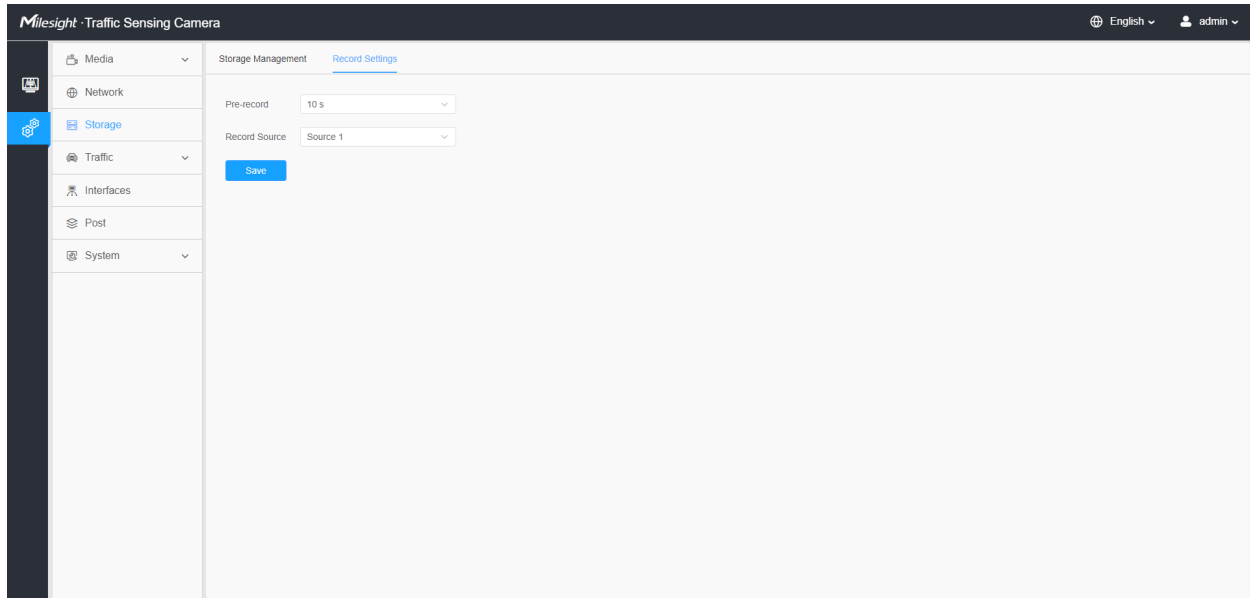 Milesight · Traffic Sensing Camera
English
admin
Media
Network
Storage
Traffic
Interfaces
Post
System
Storage Management Record Settings
Pre-record 10 s
Record Source Source 1
Save